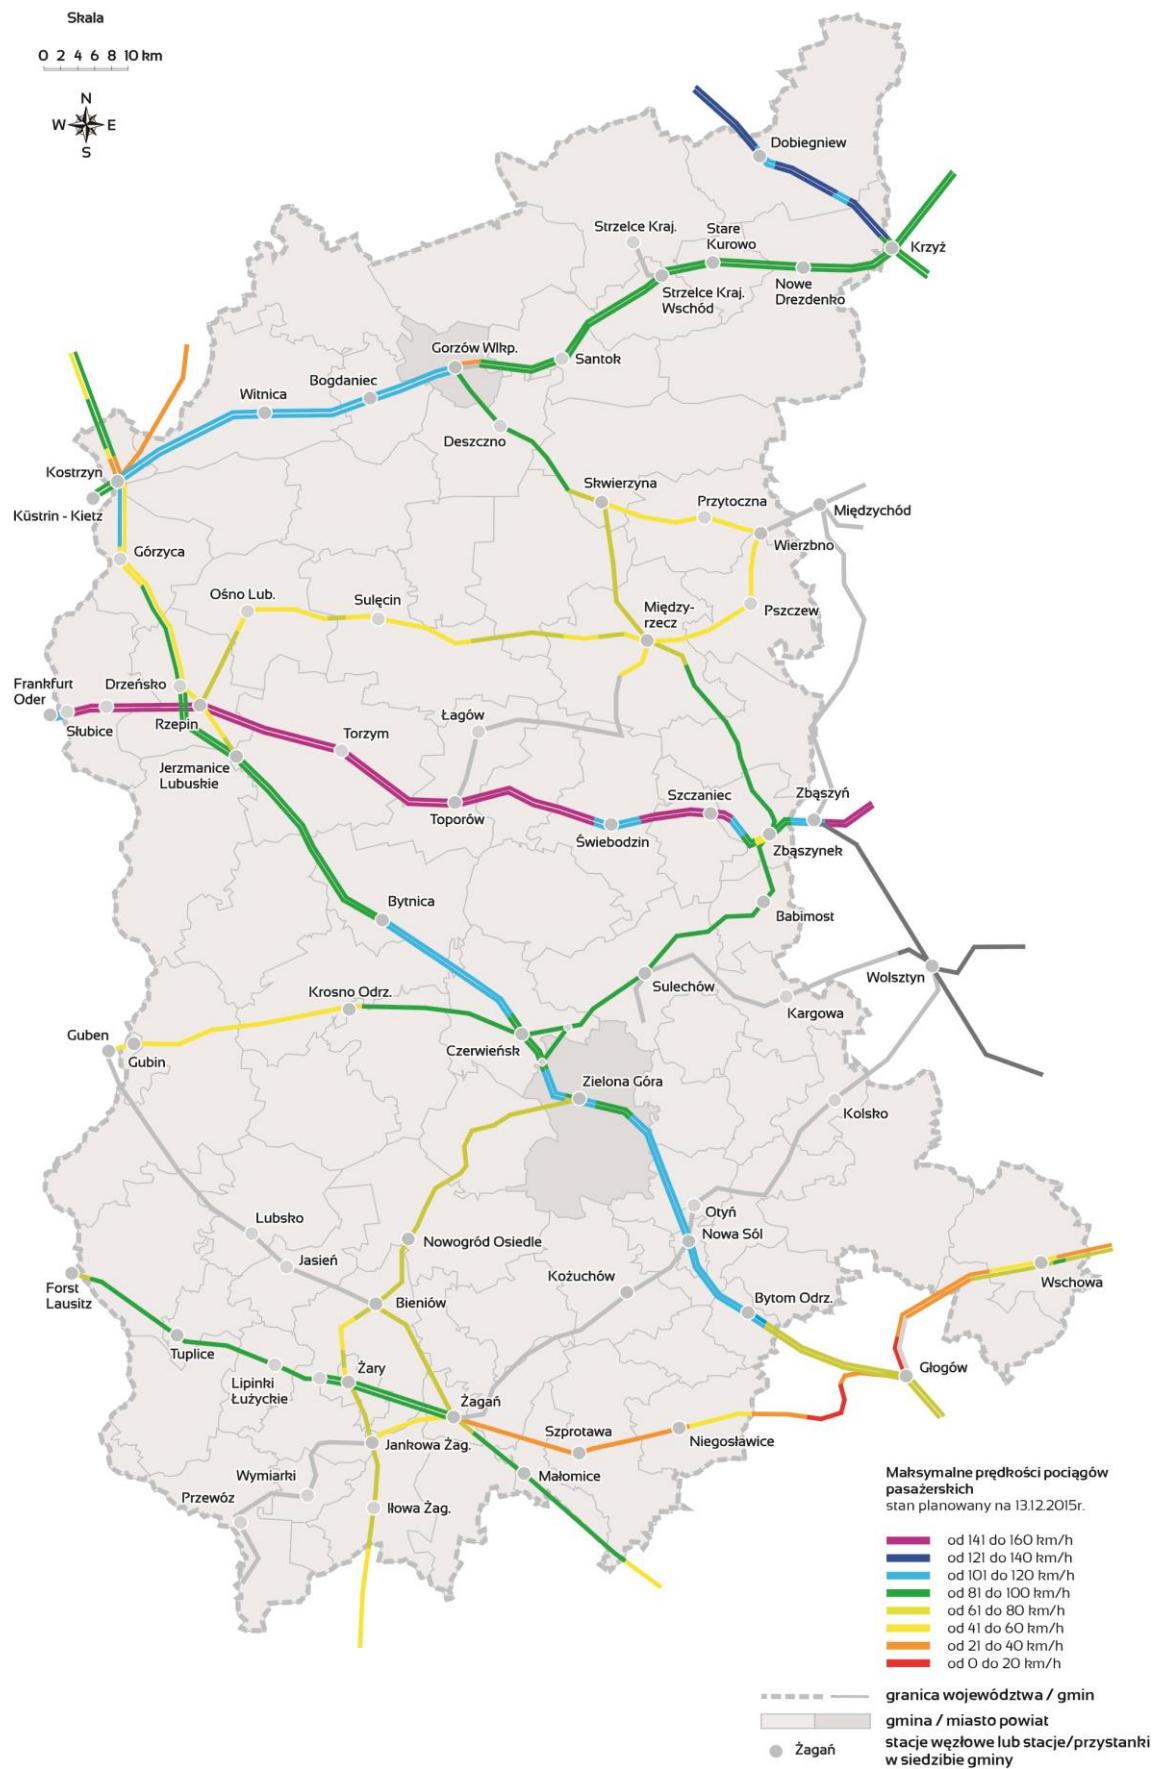 Skala
0 2 4 6 8 10 km
N
W E
S
Dobiegniew
Strzelce Kraj.
Stare
Kurowo
Krzyż
Strzelce Kraj.
Wschód
Nowe
Drezdenko
Gorzów Wlkp.
Santok
Bogdaniec
Witnica
Deszczno
Kostrzyn
Küstrin - Kietz
Skwierzyna
Przytoczna
Międzychód
Wierzbno
Górzyca
Ośno Lub.
Sulęcin
Między-
rzecz
Pszczew
Frankfurt
Oder
Drzeńsko
Słubice
Rzepin
Łagów
Torzym
Jerzmanice
Lubuskie
Toporów
Szczaniec
Zbąszyń
Świebodzin
Zbąszynek
Bytnica
Babimost
Wolsztyn
Sulechów
Kargowa
Krosno Odrz.
Guben
Gubin
Czerwieńsk
Zielona Góra
Kolsko
Otyń
Lubsko
Nowogród Osiedle
Nowa Sól
Jasień
Kożuchów
Forst
Lausitz
Bieniów
Bytom Odrz.
Wschowa
Tuplice
Lipinki
Łużyckie
Żary
Głogów
Żagań
Szprotawa
Niegosławice
Jankowa Żag.
Małomice
Wymiarki
Przewóz
Iłowa Żag.
Maksymalne prędkości pociągów
pasażerskich
stan planowany na 13.12.2015r.
od 141 do 160 km/h
od 121 do 140 km/h
od 101 do 120 km/h
od 81 do 100 km/h
od 61 do 80 km/h
od 41 do 60 km/h
od 21 do 40 km/h
od 0 do 20 km/h
granica województwa / gmin
gmina / miasto powiat
Żagań
stacje węzłowe lub stacje/przystanki
w siedzibie gminy